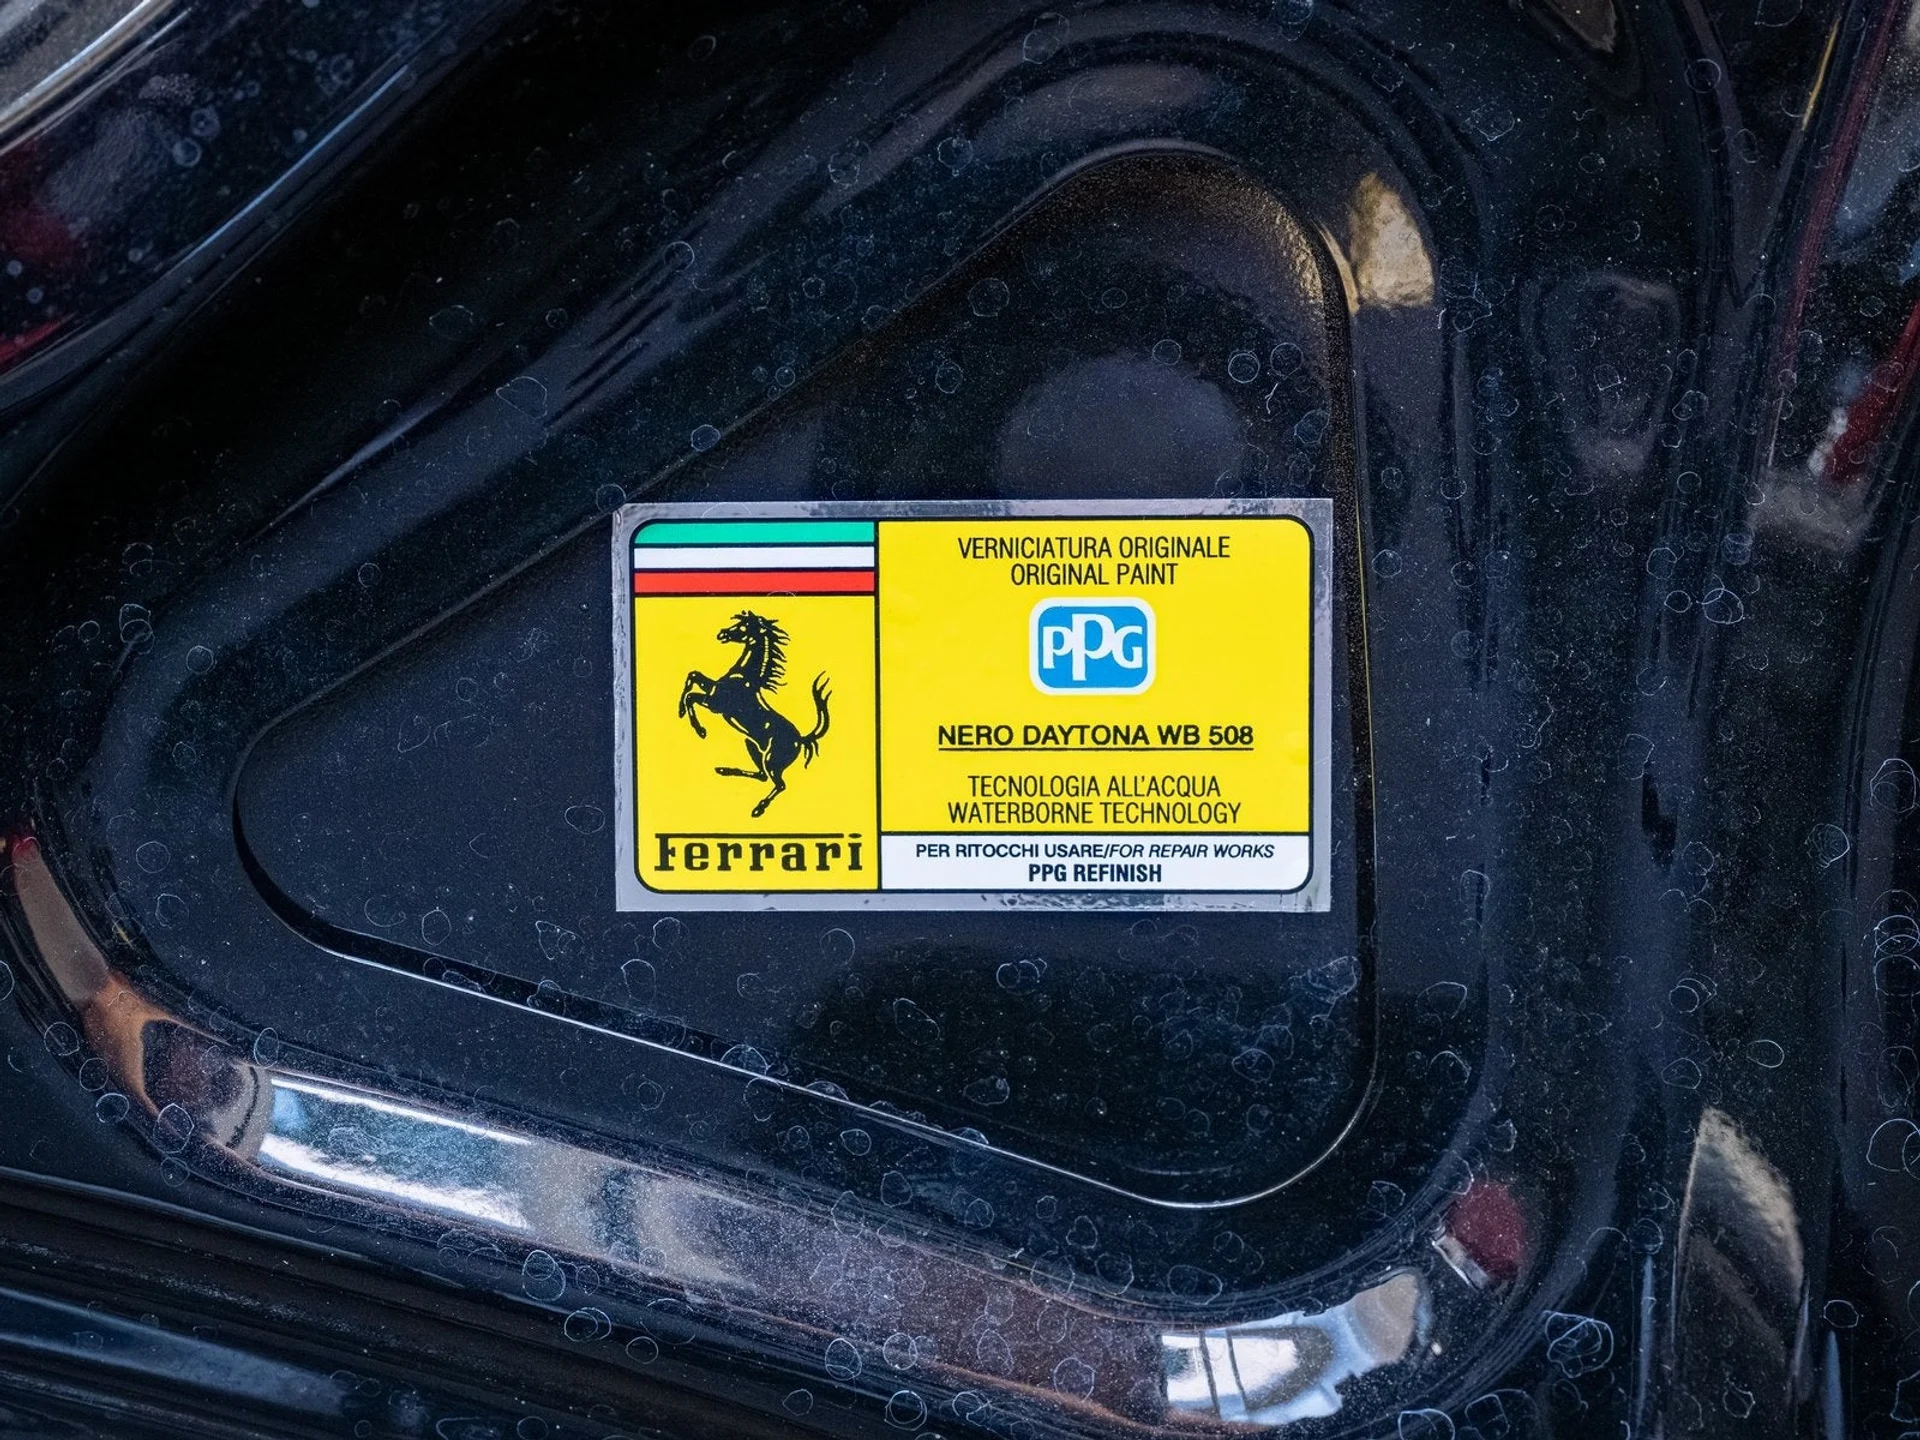 VERNICIATURA ORIGINALE
ORIGINAL PAINT
PPG
NERO DAYTONA WB 508
TECNOLOGIA ALL'ACQUA
WATERBORNE TECHNOLOGY
PER RITOCCHI USARE/FOR REPAIR WORKS
PPG REFINISH
Ferrari